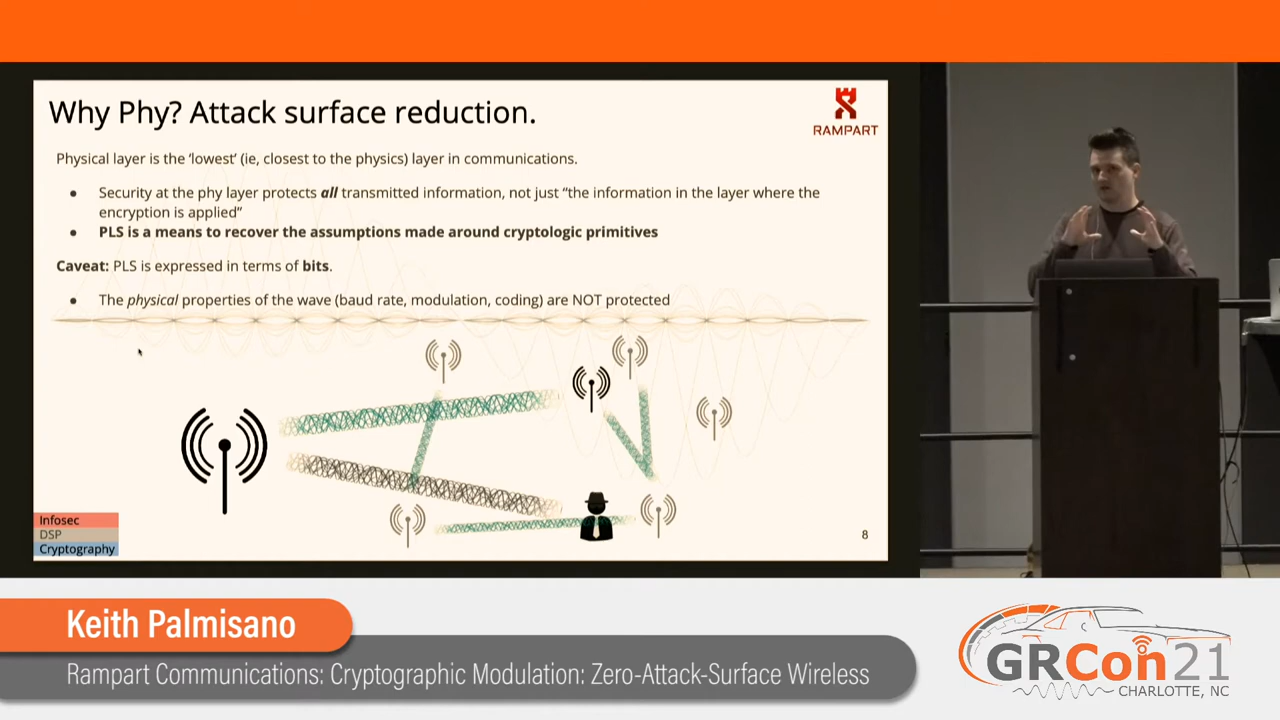 Why Phy? Attack surface reduction.
RAMPART
Physical layer is the 'lowest' (ie, closest to the physics) layer in communications.
● Security at the phy layer protects all transmitted information, not just "the information in the layer where the
encryption is applied"
● PLS is a means to recover the assumptions made around cryptologic primitives
Caveat: PLS is expressed in terms of bits.
● The physical properties of the wave (baud rate, modulation, coding) are NOT protected
Infosec
DSP
Cryptography
8
Keith Palmisano
Rampart Communications: Cryptographic Modulation: Zero-Attack-Surface Wireless
GRCon21
CHARLOTTE, NC